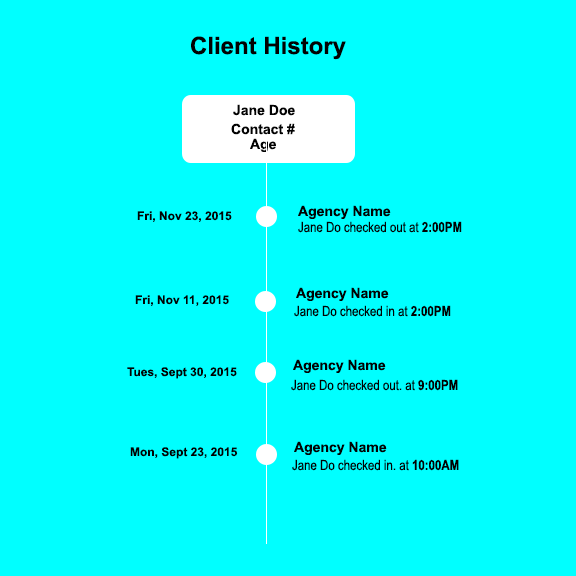 Client History
Jane Doe
Contact #
Age
Fri, Nov 23, 2015
Agency Name
Jane Do checked out at 2:00PM
Fri, Nov 11, 2015
Agency Name
Jane Do checked in at 2:00PM
Tues, Sept 30, 2015
Agency Name
Jane Do checked out. at 9:00PM
Mon, Sept 23, 2015
Agency Name
Jane Do checked in. at 10:00AM